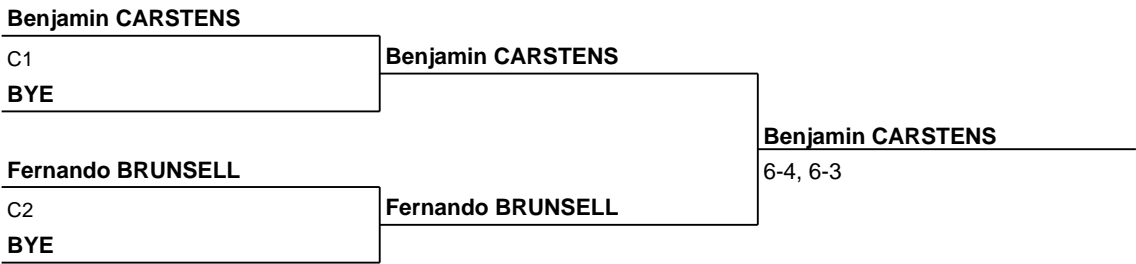 Benjamin CARSTENS
C1
Benjamin CARSTENS
BYE
Benjamin CARSTENS
Fernando BRUNSELL
6-4, 6-3
C2
Fernando BRUNSELL
BYE